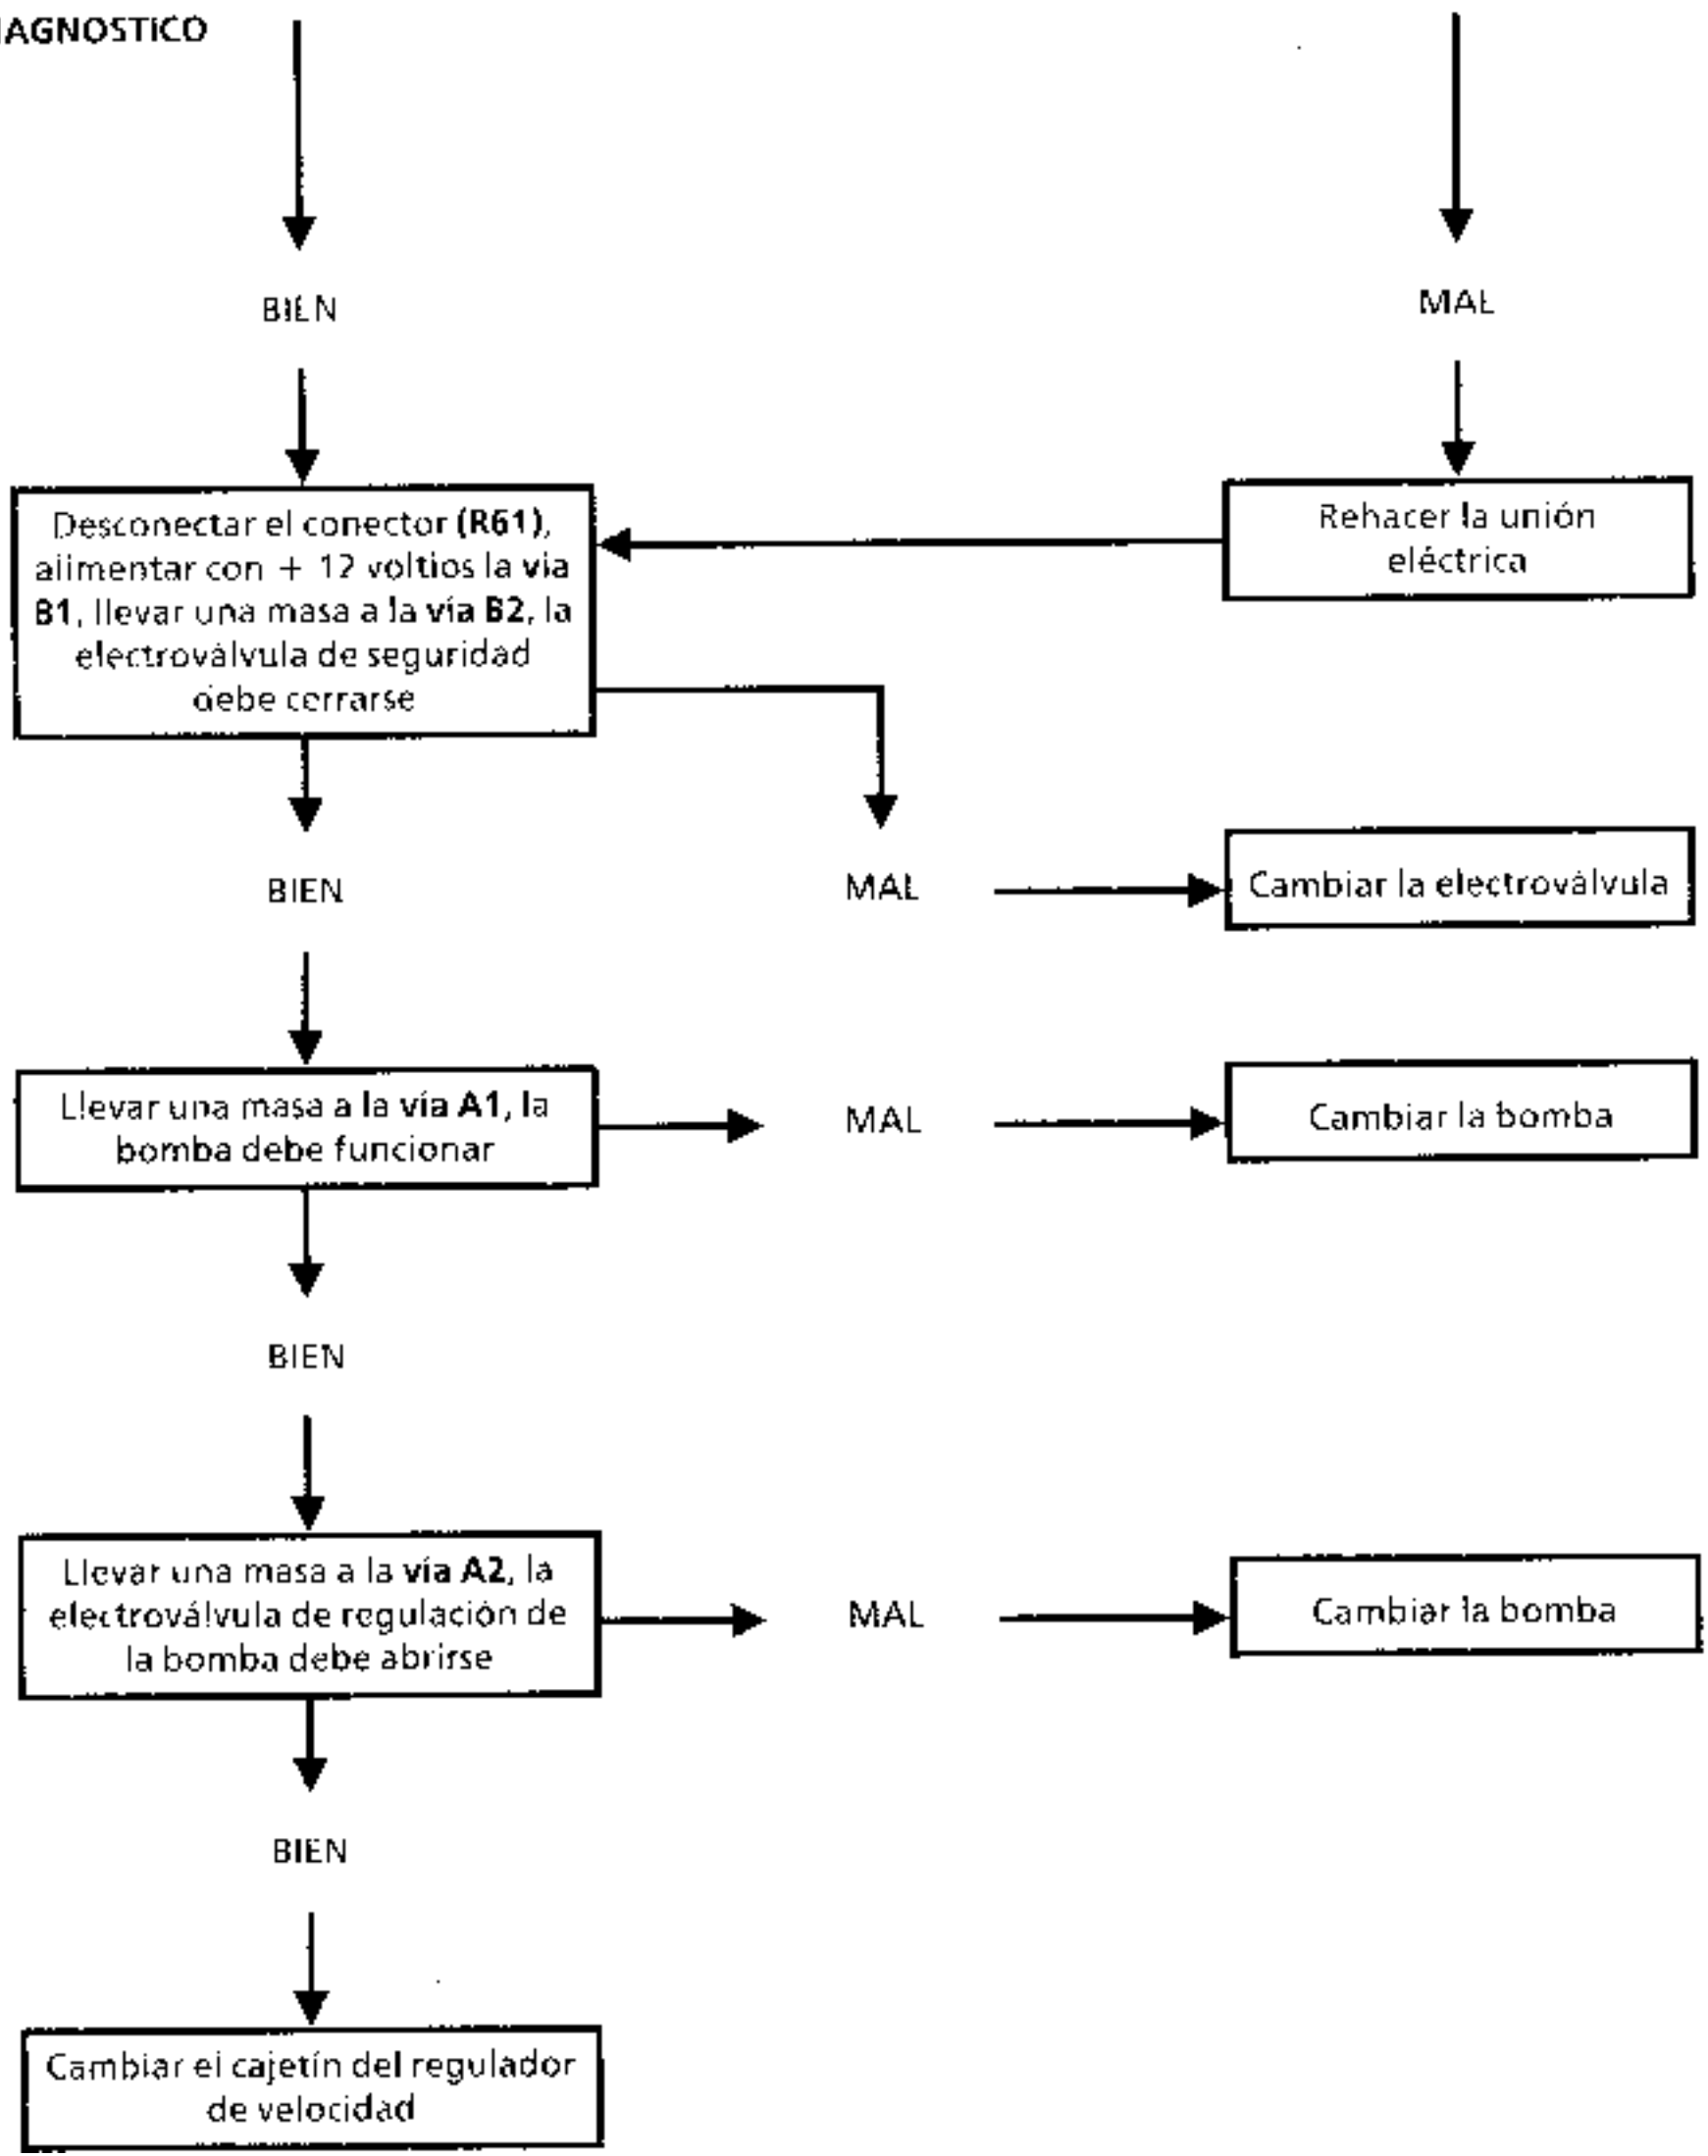 IAGNOSTICO
BIEN
MAL
Desconectar el conector (R61),
alimentar con + 12 voltios la vía
B1, llevar una masa a la vía B2, la
electroválvula de seguridad
debe cerrarse
Rehacer la unión
eléctrica
BIEN
MAL
Cambiar la electroválvula
Llevar una masa a la vía A1, la
bomba debe funcionar
MAL
Cambiar la bomba
BIEN
Llevar una masa a la vía A2, la
electroválvula de regulación de
la bomba debe abrirse
MAL
Cambiar la bomba
BIEN
Cambiar el cajetín del regulador
de velocidad